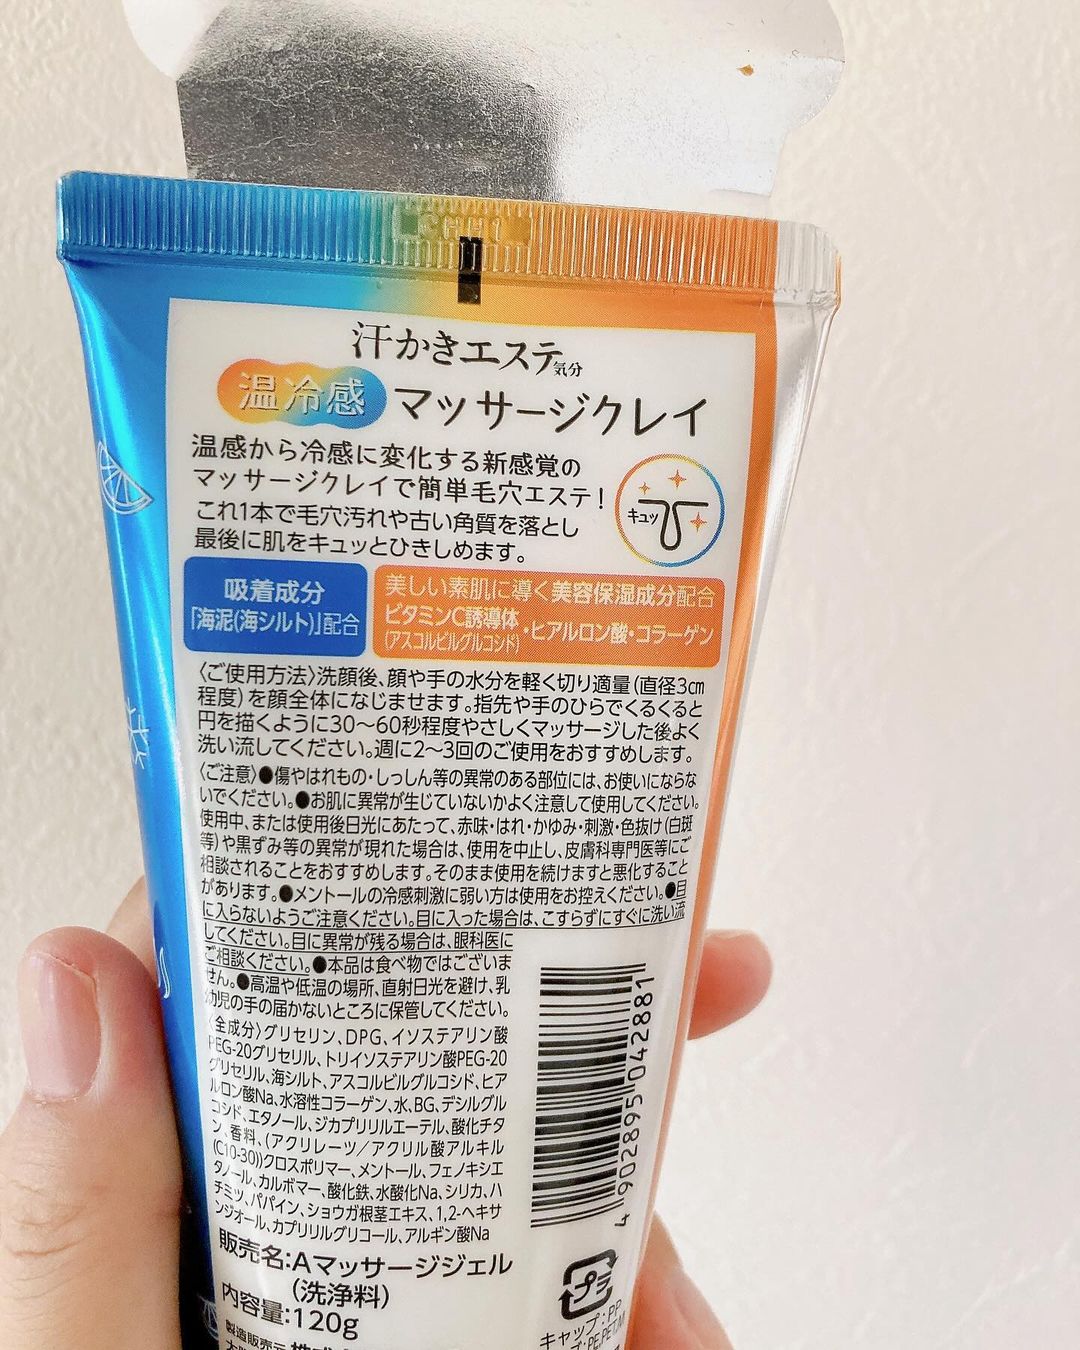 汗かきエステ気分
温冷感 マッサージクレイ
温感から冷感に変化する新感覚の
マッサージクレイで簡単毛穴エステ!
これ1本で毛穴汚れや古い角質を落とし
最後に肌をキュッとひきしめます。
キュッ
吸着成分
「海泥(海シルト)」配合
美しい素肌に導く美容保湿成分配合
ビタミンC誘導体
(アスコルビルグルコシド)
・ヒアルロン酸・コラーゲン
〈ご使用方法〉洗顔後、顔や手の水分を軽く切り適量(直径3cm
程度)を顔全体になじませます。指先や手のひらでくるくると
円を描くように30〜60秒程度やさしくマッサージした後よく
洗い流してください。週に2〜3回のご使用をおすすめします。
〈ご注意〉●傷やはれもの・しっしん等の異常のある部位には、お使いにならな
いでください。●お肌に異常が生じていないかよく注意して使用してください。
使用中、または使用後日光にあたって、赤味・はれ・かゆみ・刺激・色抜け(白斑
等)や黒ずみ等の異常が現れた場合は、使用を中止し、皮膚科専門医等にご
相談されることをおすすめします。そのまま使用を続けますと悪化すること
があります。●メントールの冷感刺激に弱い方は使用をお控えください。●目
に入らないようご注意ください。目に入った場合は、こすらずにすぐに洗い流
してください。目に異常が残る場合は、眼科医に
ご相談ください。●本品は食べ物ではございま
せん。●高温や低温の場所、直射日光を避け、乳
幼児の手の届かないところに保管してください。
〈全成分〉グリセリン、DPG、イソステアリン酸
PEG-20グリセリル、トリイソステアリン酸PEG-20
グリセリル、海シルト、アスコルビルグルコシド、ヒア
ルロン酸Na、水溶性コラーゲン、水、BG、デシルグル
コシド、エタノール、ジカプリリルエーテル、酸化チタ
ン、香料、(アクリレーツ/アクリル酸アルキル
(C10-30))クロスポリマー、メントール、フェノキシエ
タノール、カルボマー、酸化鉄、水酸化Na、シリカ、ハ
チミツ、パパイン、ショウガ根茎エキス、1,2-ヘキサ
ンジオール、カプリリルグリコール、アルギン酸Na
販売名:Aマッサージジェル
(洗浄料)
内容量:120g
製造販売元
4 902895 042881
プラ
キャップ:PP